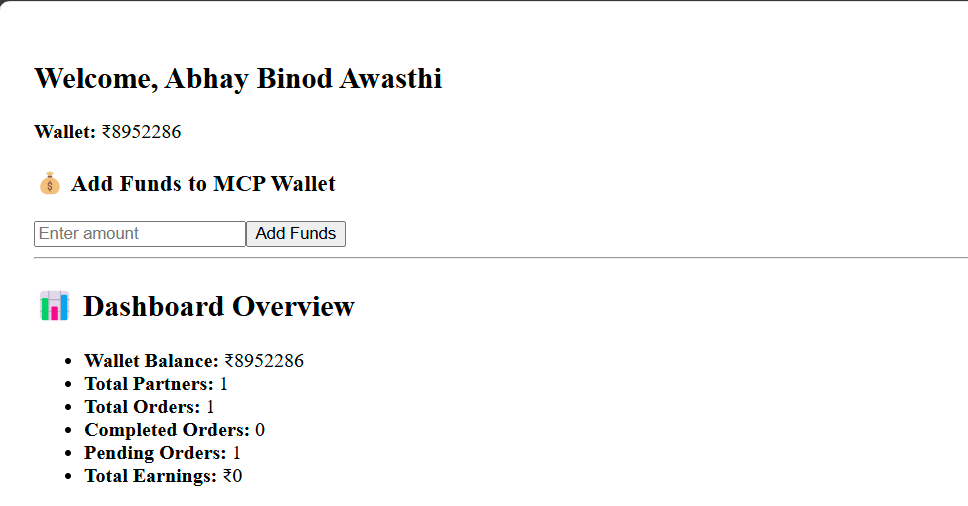 Welcome, Abhay Binod Awasthi
Wallet: ₹8952286
💰 Add Funds to MCP Wallet
Enter amount Add Funds
📊 Dashboard Overview
• Wallet Balance: ₹8952286
• Total Partners: 1
• Total Orders: 1
• Completed Orders: 0
• Pending Orders: 1
• Total Earnings: ₹0